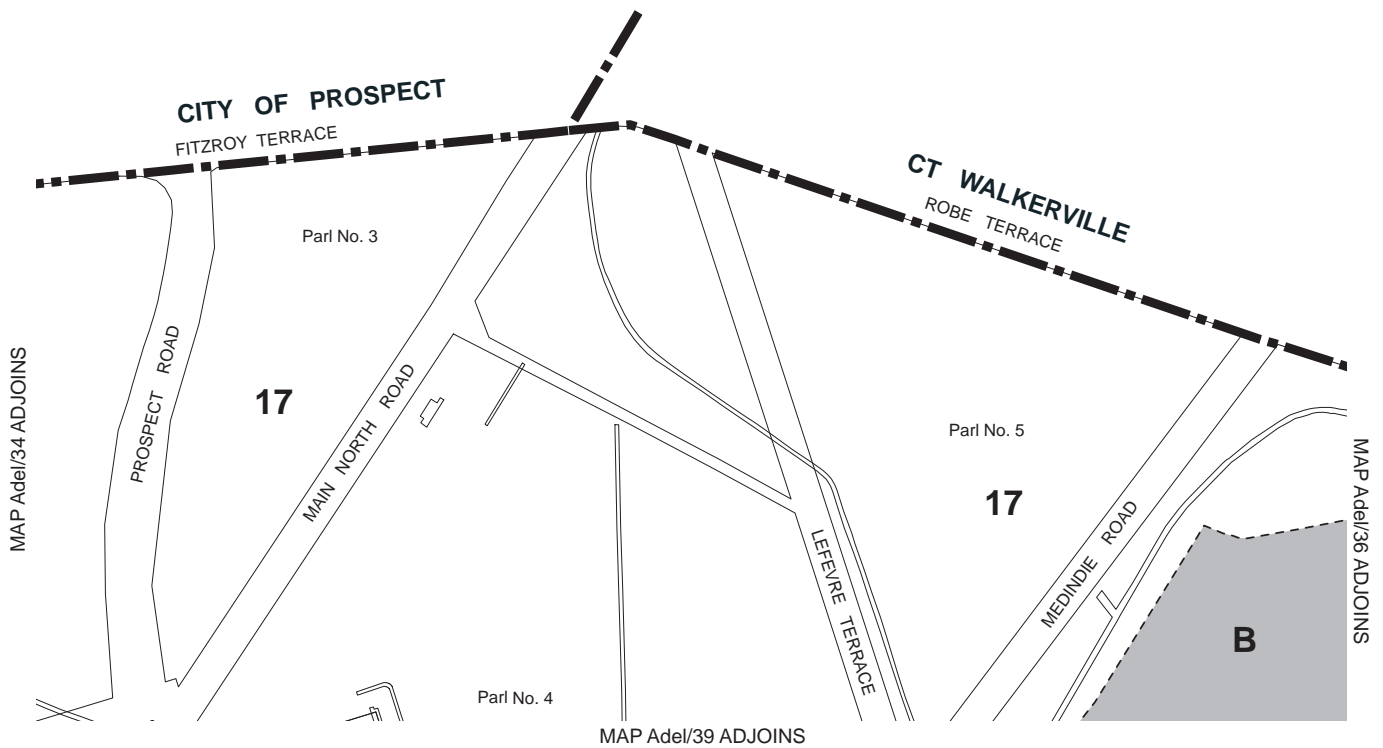 CITY OF PROSPECT
FITZROY TERRACE
CT WALKERVILLE
ROBE TERRACE
Parl No. 3
PROSPECT ROAD
17
MAIN NORTH ROAD
Parl No. 5
17
MAP Adel/34 ADJOINS
MAP Adel/36 ADJOINS
MEDINDIE ROAD
LEFEVRE TERRACE
B
Parl No. 4
MAP Adel/39 ADJOINS